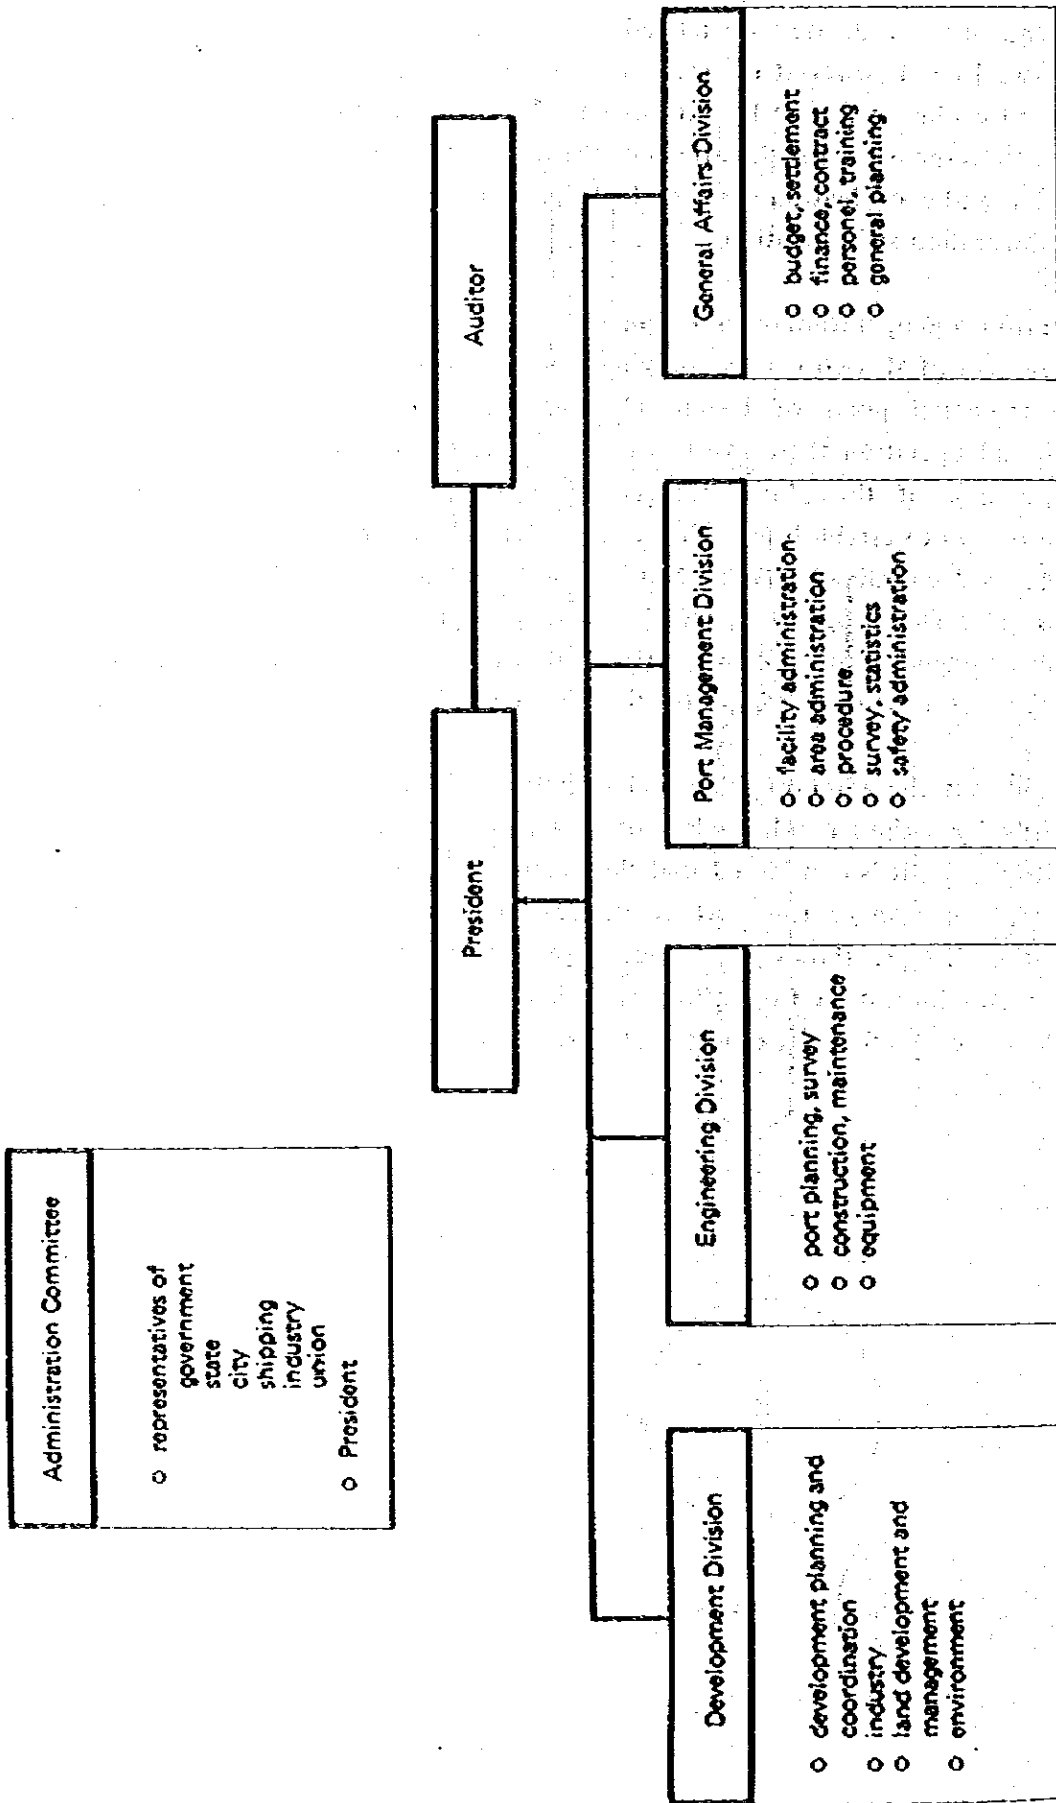 Administration Committee
o representatives of
government
state
city
shipping
industry
union
o President
President
Auditor
Development Division
o development planning and
coordination
o industry
o land development and
management
o environment
Engineering Division
o port planning, survey
o construction, maintenance
o equipment
Port Management Division
o facility administration
o area administration
o procedure
o survey, statistics
o safety administration
General Affairs Division
o budget, settlement
o finance, contract
o personel, training
o general planning